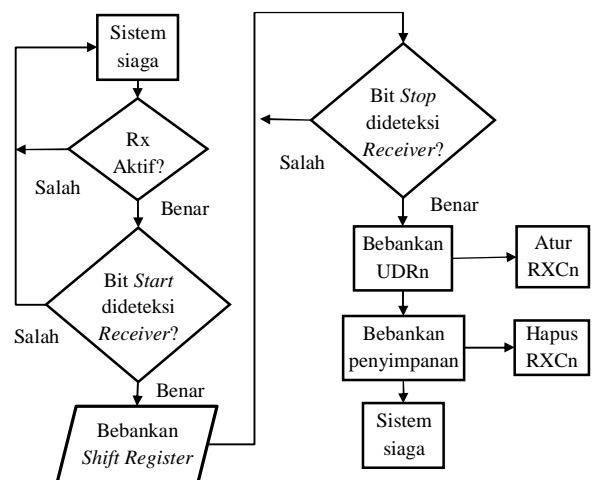 Sistem
siaga
Rx
Aktif?
Salah
Benar
Bit Start
dideteksi
Receiver?
Salah
Benar
Bebankan
Shift Register
Bit Stop
dideteksi
Receiver?
Salah
Benar
Bebankan
UDRn
Atur
RXCn
Bebankan
penyimpanan
Hapus
RXCn
Sistem
siaga